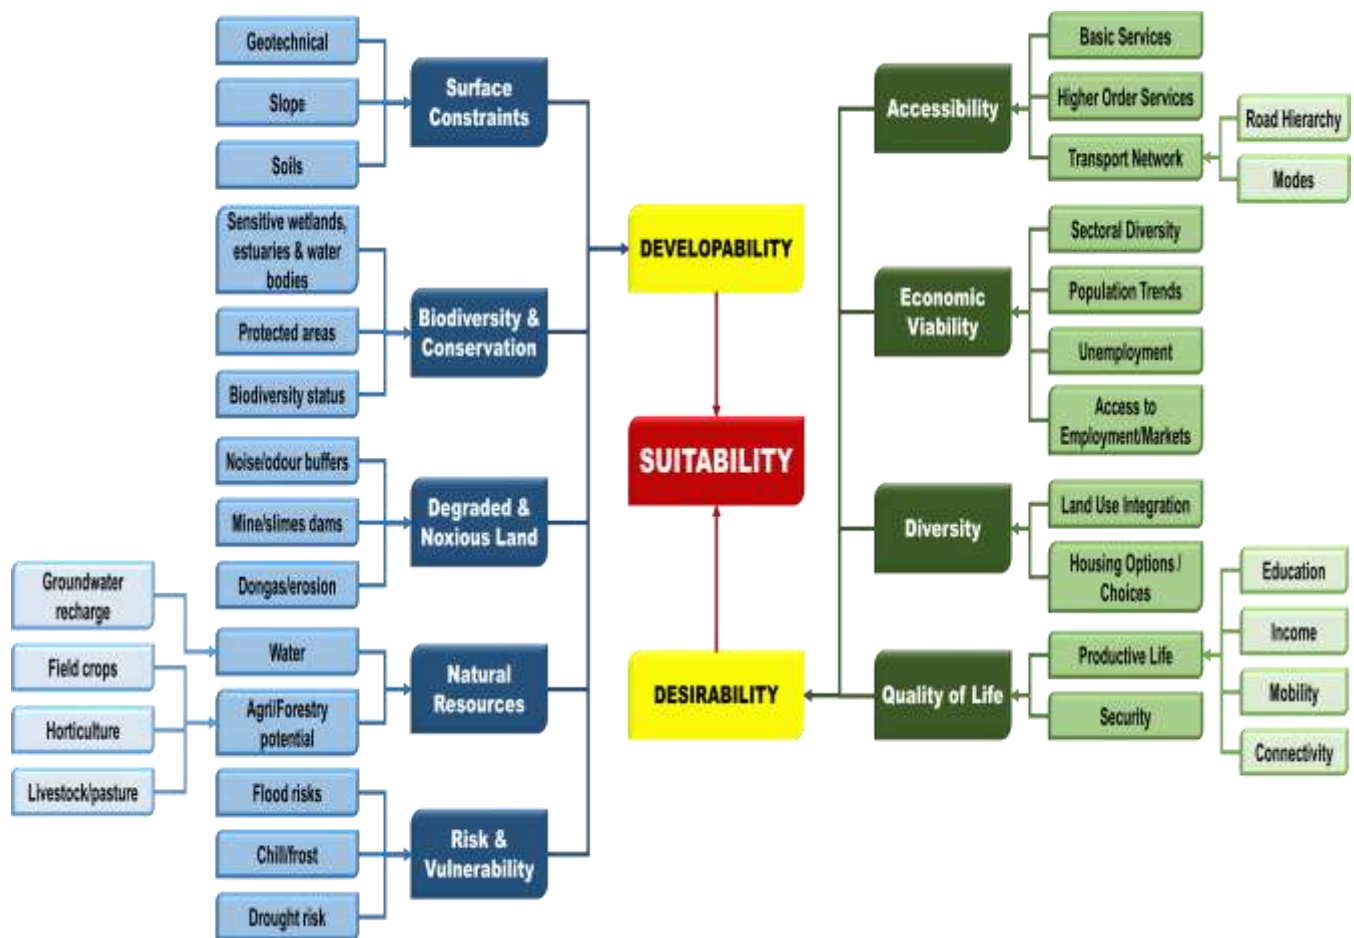 Geotechnical
Slope
Soils
Surface
Constraints
Sensitive wetlands,
estuaries & water
bodies
Protected areas
Biodiversity status
Biodiversity &
Conservation
Noise/odour buffers
Mine/slimes dams
Dongas/erosion
Degraded &
Noxious Land
Groundwater
recharge
Field crops
Horticulture
Livestock/pasture
Water
Agri/Forestry
potential
Natural
Resources
Flood risks
Chill/frost
Drought risk
Risk &
Vulnerability
DEVELOPABILITY
SUITABILITY
DESIRABILITY
Accessibility
Basic Services
Higher Order Services
Transport Network
Road Hierarchy
Modes
Economic
Viability
Sectoral Diversity
Population Trends
Unemployment
Access to
Employment/Markets
Diversity
Land Use Integration
Housing Options /
Choices
Quality of Life
Productive Life
Security
Education
Income
Mobility
Connectivity